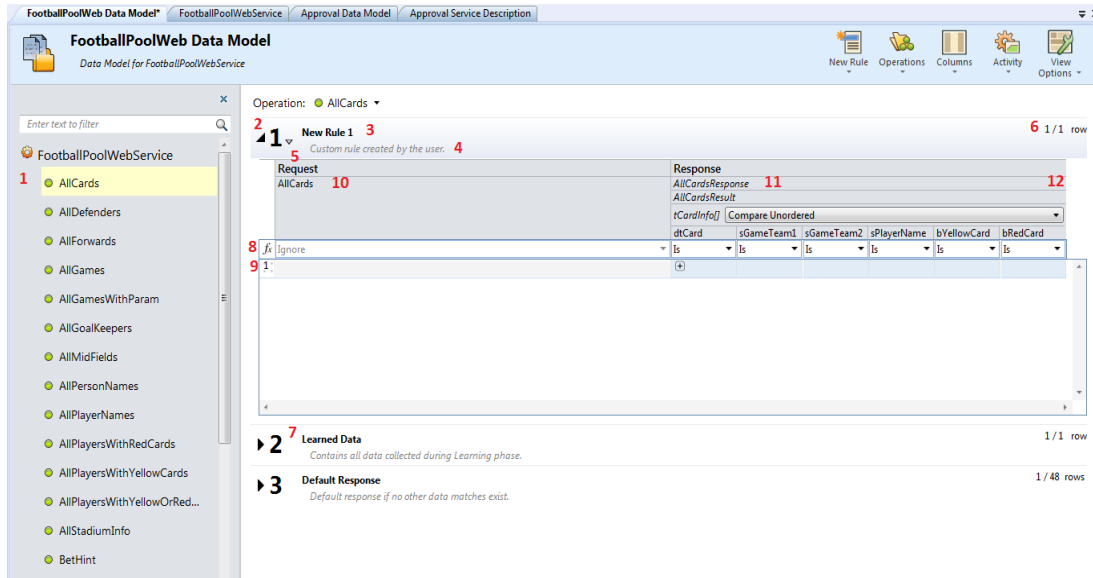 FootballPoolWeb Data Model* FootballPoolWebService Approval Data Model Approval Service Description
FootballPoolWeb Data Model
Data Model for FootballPoolWebService
New Rule Operations Columns Activity View Options
Enter text to filter
FootballPoolWebService
1 AllCards
AllDefenders
AllForwards
AllGames
AllGamesWithParam
AllGoalKeepers
AllMidFields
AllPersonNames
AllPlayerNames
AllPlayersWithRedCards
AllPlayersWithYellowCards
AllPlayersWithYellowOrRed...
AllStadiumInfo
BetHint
Operation: AllCards
2 1 New Rule 1 3 6 1 / 1 row
Custom rule created by the user. 4
5
Request Response
AllCards 10 AllCardsResponse 11 12
AllCardsResult
tCardInfo[] Compare Unordered
dtCard sGameTeam1 sGameTeam2 sPlayerName bYellowCard bRedCard
8 fx Ignore Is Is Is Is Is Is
9 1
2 7 Learned Data 1 / 1 row
Contains all data collected during Learning phase.
3 Default Response 1 / 48 rows
Default response if no other data matches exist.